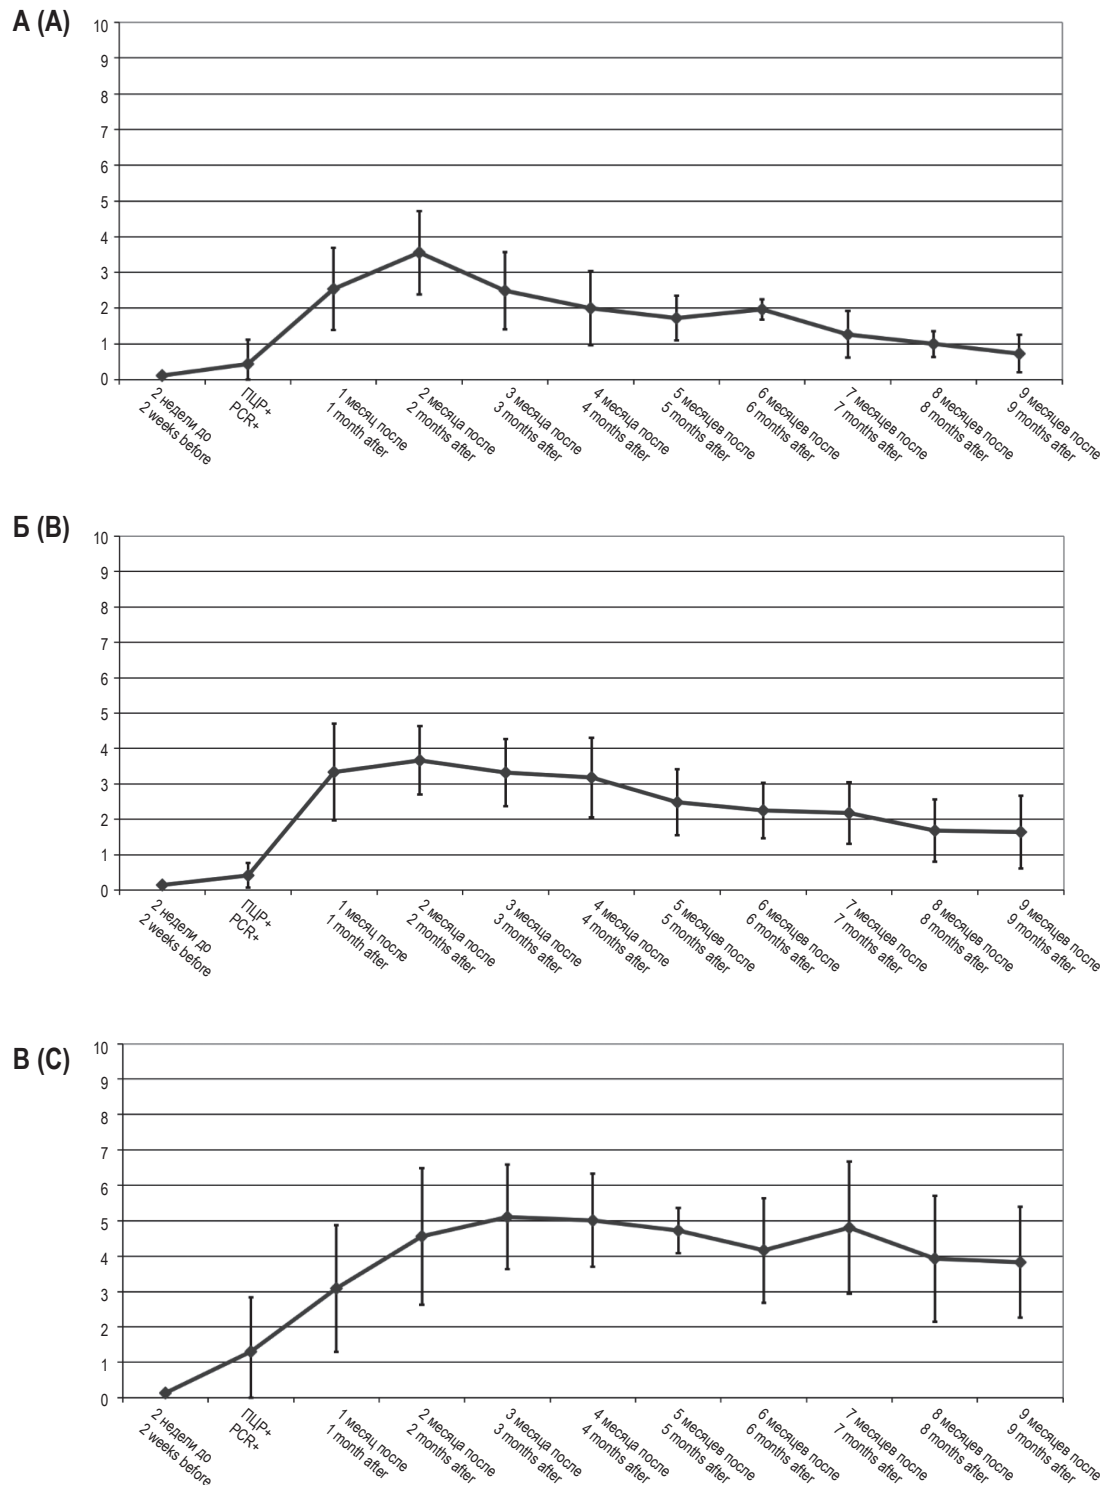 А (A)
10
9
8
7
6
5
4
3
2
1
0
2 недели до
2 weeks before
ПЦР+
PCR+
1 месяц после
1 month after
2 месяца после
2 months after
3 месяца после
3 months after
4 месяца после
4 months after
5 месяцев после
5 months after
6 месяцев после
6 months after
7 месяцев после
7 months after
8 месяцев после
8 months after
9 месяцев после
9 months after
Б (B)
10
9
8
7
6
5
4
3
2
1
0
2 недели до
2 weeks before
ПЦР+
PCR+
1 месяц после
1 month after
2 месяца после
2 months after
3 месяца после
3 months after
4 месяца после
4 months after
5 месяцев после
5 months after
6 месяцев после
6 months after
7 месяцев после
7 months after
8 месяцев после
8 months after
9 месяцев после
9 months after
В (C)
10
9
8
7
6
5
4
3
2
1
0
2 недели до
2 weeks before
ПЦР+
PCR+
1 месяц после
1 month after
2 месяца после
2 months after
3 месяца после
3 months after
4 месяца после
4 months after
5 месяцев после
5 months after
6 месяцев после
6 months after
7 месяцев после
7 months after
8 месяцев после
8 months after
9 месяцев после
9 months after